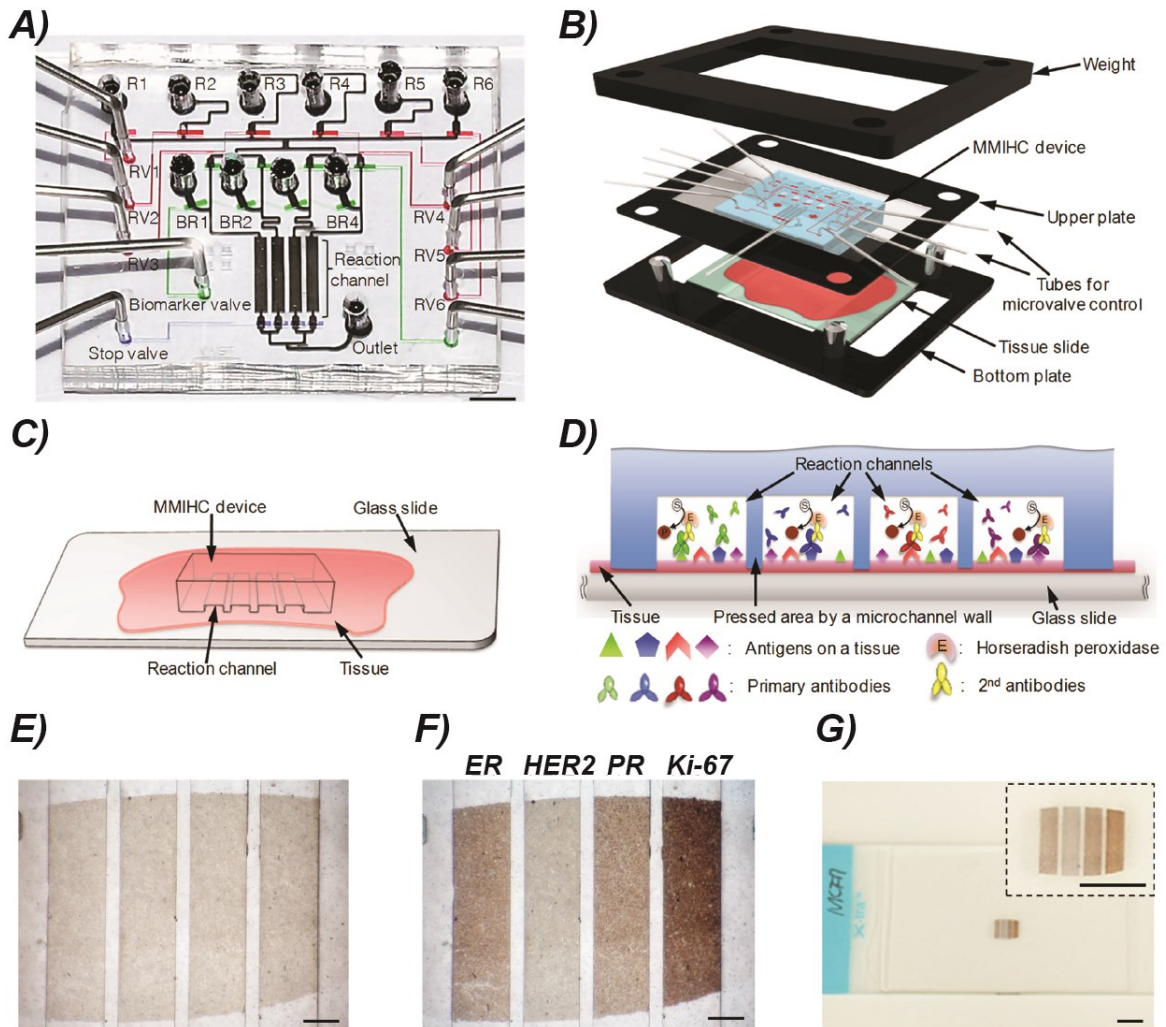 A)
R1 R2 R3 R4 R5 R6
RV1
RV2
BR1 BR2 BR4
RV4
RV3
Reaction
channel
RV5
Biomarker valve
RV6
Stop valve
Outlet
B)
Weight
MMIHC device
Upper plate
Tubes for
microvalve control
Tissue slide
Bottom plate
C)
MMIHC device
Glass slide
Reaction channel
Tissue
D)
Reaction channels
S S S S
E E E E
P
Tissue
Pressed area by a microchannel wall
Glass slide
: Antigens on a tissue
E : Horseradish peroxidase
: Primary antibodies
: 2nd antibodies
E)
F)
ER HER2 PR Ki-67
G)
MCF7